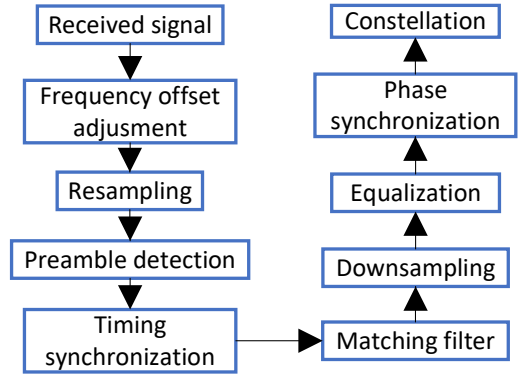 Received signal
Frequency offset
adjusment
Resampling
Preamble detection
Timing
synchronization
Matching filter
Downsampling
Equalization
Phase
synchronization
Constellation